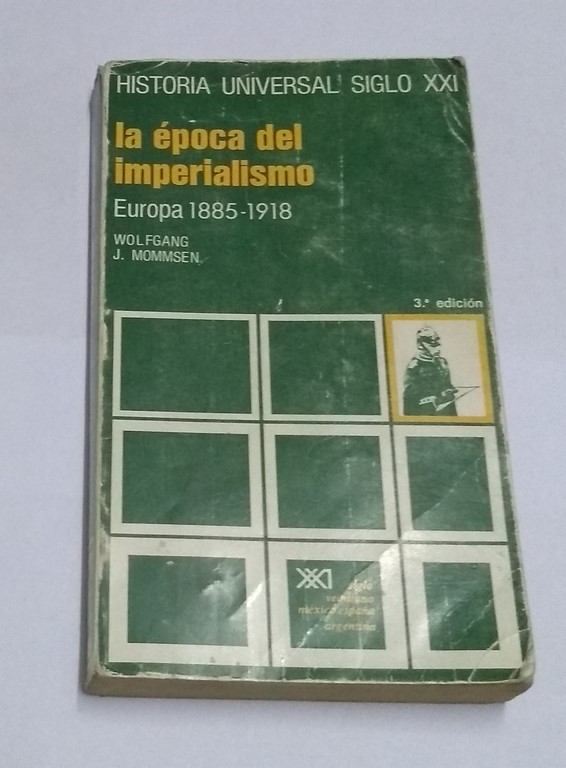 HISTORIA UNIVERSAL SIGLO XXI
la época del
imperialismo
Europa 1885-1918
WOLFGANG
J. MOMMSEN
3.ª edición
XXI siglo
veintiuno
méxico españa
argentina